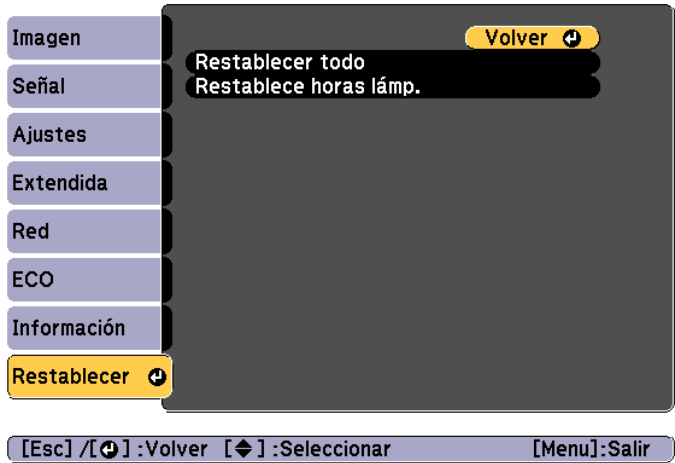 Imagen
Señal
Ajustes
Extendida
Red
ECO
Información
Restablecer
Volver
Restablecer todo
Restablece horas lámp.
[Esc] /[ ] :Volver [ ] :Seleccionar [Menu]:Salir